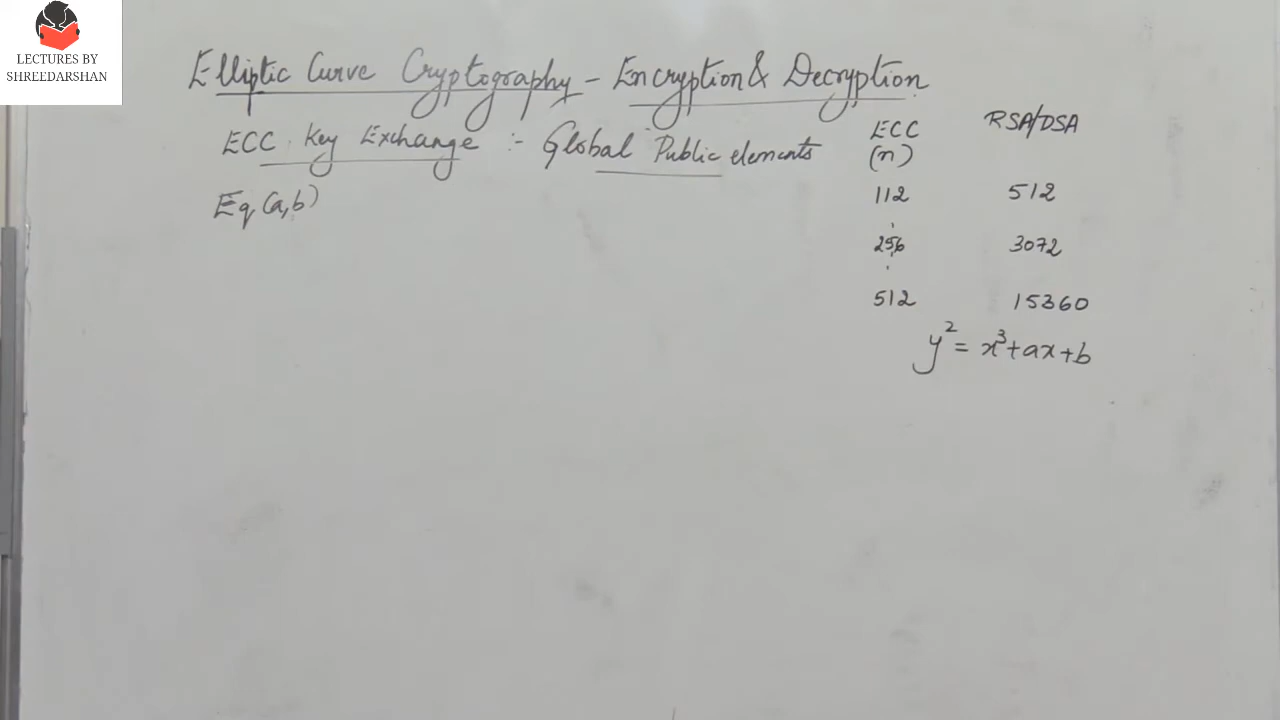 LECTURES BY
SHREEDARSHAN
Elliptic Curve Cryptography - Encryption & Decryption
ECC Key Exchange :- Global Public elements
Eq(a,b)
ECC RSA/DSA
(n)
112 512
256 3072
512 15360
y² = x³+ax+b